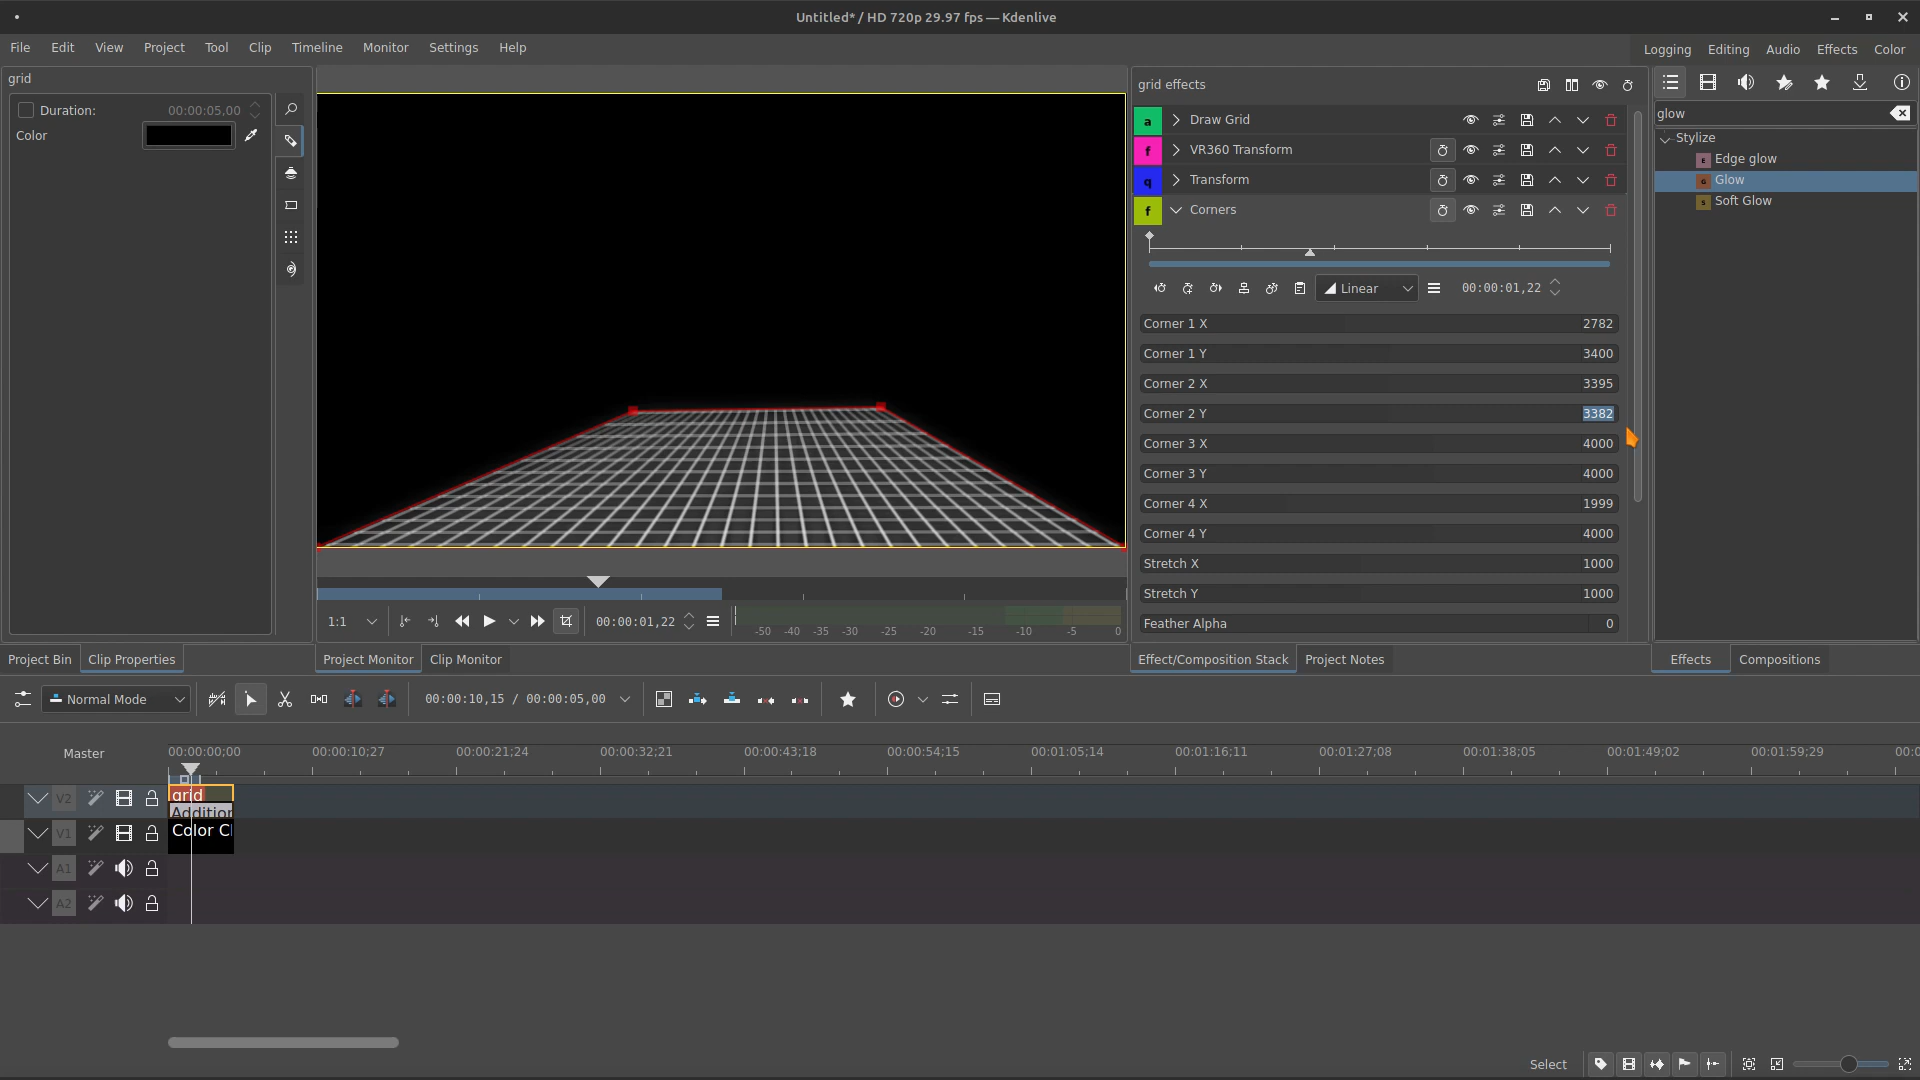 Untitled* / HD 720p 29.97 fps — Kdenlive
File Edit View Project Tool Clip Timeline Monitor Settings Help
Logging Editing Audio Effects Color
grid
Duration: 00:00:05,00
Color
grid effects
a Draw Grid
f VR360 Transform
q Transform
f Corners
Linear 00:00:01,22
Corner 1 X 2782
Corner 1 Y 3400
Corner 2 X 3395
Corner 2 Y 3382
Corner 3 X 4000
Corner 3 Y 4000
Corner 4 X 1999
Corner 4 Y 4000
Stretch X 1000
Stretch Y 1000
Feather Alpha 0
glow
Stylize
E Edge glow
G Glow
S Soft Glow
1:1 00:00:01,22
-50 -40 -35 -30 -25 -20 -15 -10 -5 0
Project Bin Clip Properties
Project Monitor Clip Monitor
Effect/Composition Stack Project Notes
Effects Compositions
Normal Mode 00:00:10,15 / 00:00:05,00
Master
00:00:00;00 00:00:10;27 00:00:21;24 00:00:32;21 00:00:43;18 00:00:54;15 00:01:05;14 00:01:16;11 00:01:27;08 00:01:38;05 00:01:49;02 00:01:59;29 00:0
V2 grid
Addition
V1 Color Cl
A1
A2
Select